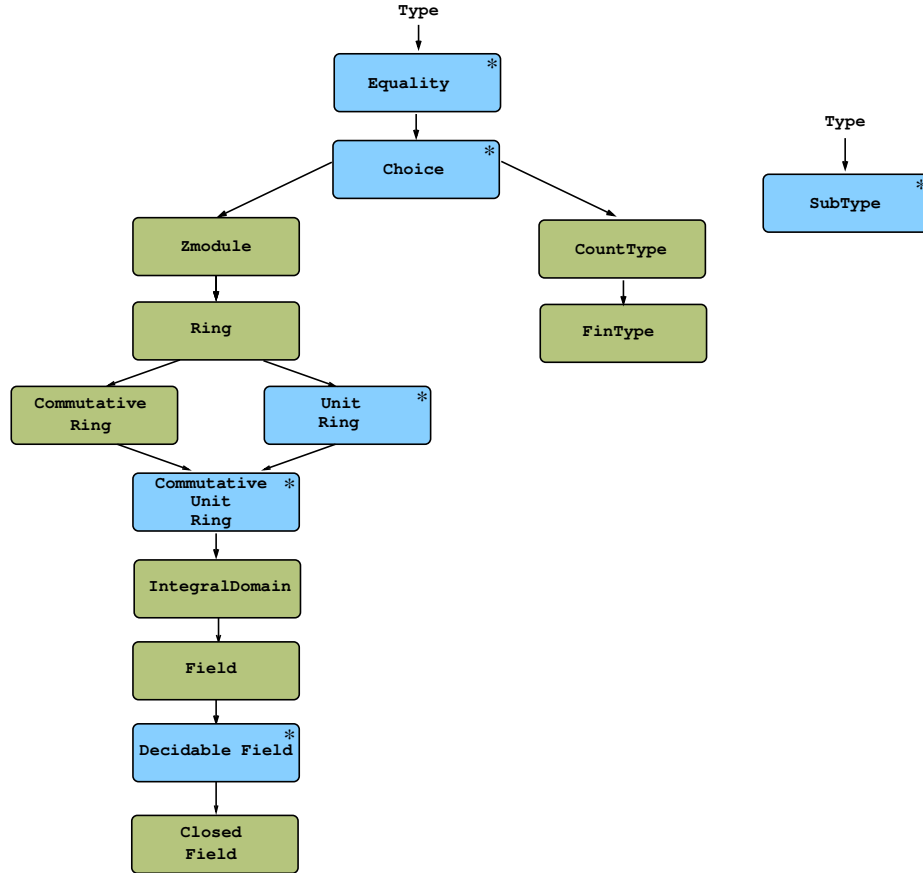 Type
*
Equality
*
Choice
Type
*
SubType
Zmodule
CountType
Ring
FinType
Commutative
Ring
*
Unit
Ring
*
Commutative
Unit
Ring
IntegralDomain
Field
*
Decidable Field
Closed
Field